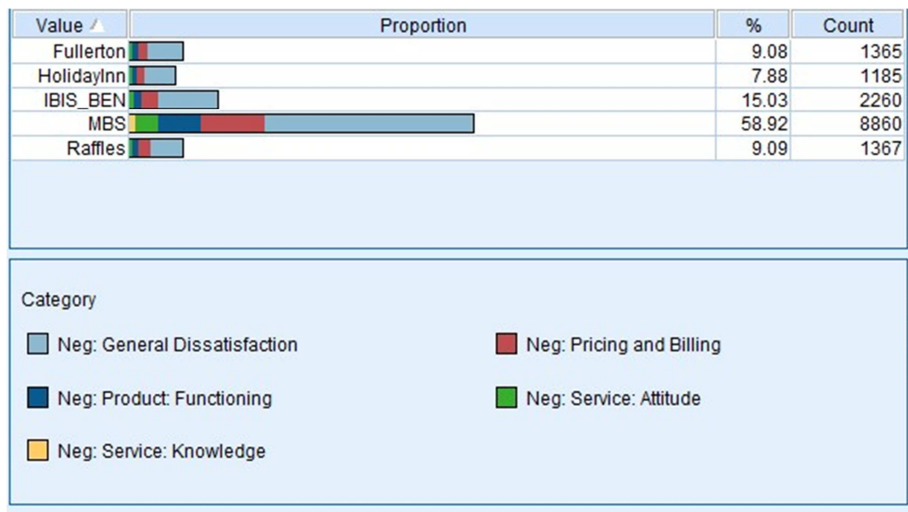 Value Proportion % Count
Fullerton 9.08 1365
HolidayInn 7.88 1185
IBIS_BEN 15.03 2260
MBS 58.92 8860
Raffles 9.09 1367
Category
Neg: General Dissatisfaction Neg: Pricing and Billing
Neg: Product: Functioning Neg: Service: Attitude
Neg: Service: Knowledge